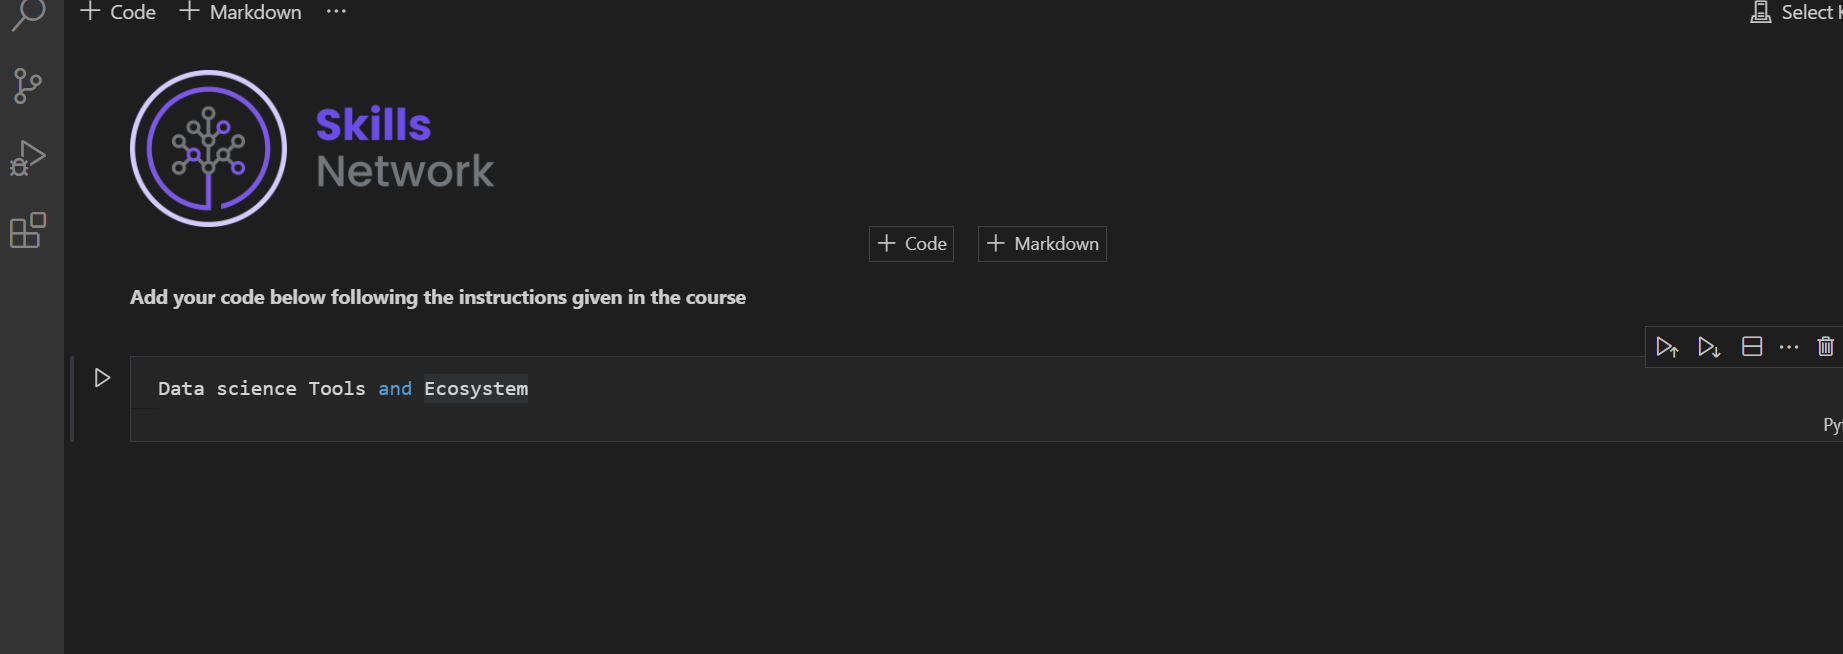 Code Markdown ··· Select
Skills
Network
Code Markdown
Add your code below following the instructions given in the course
Data science Tools and Ecosystem